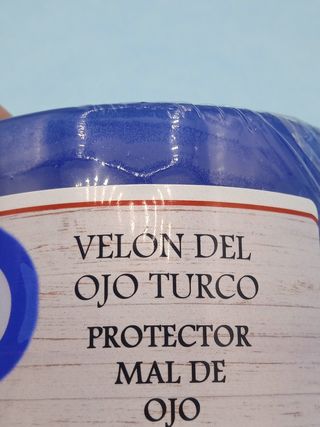 VELÓN DEL
OJO TURCO
PROTECTOR
MAL DE
OJO